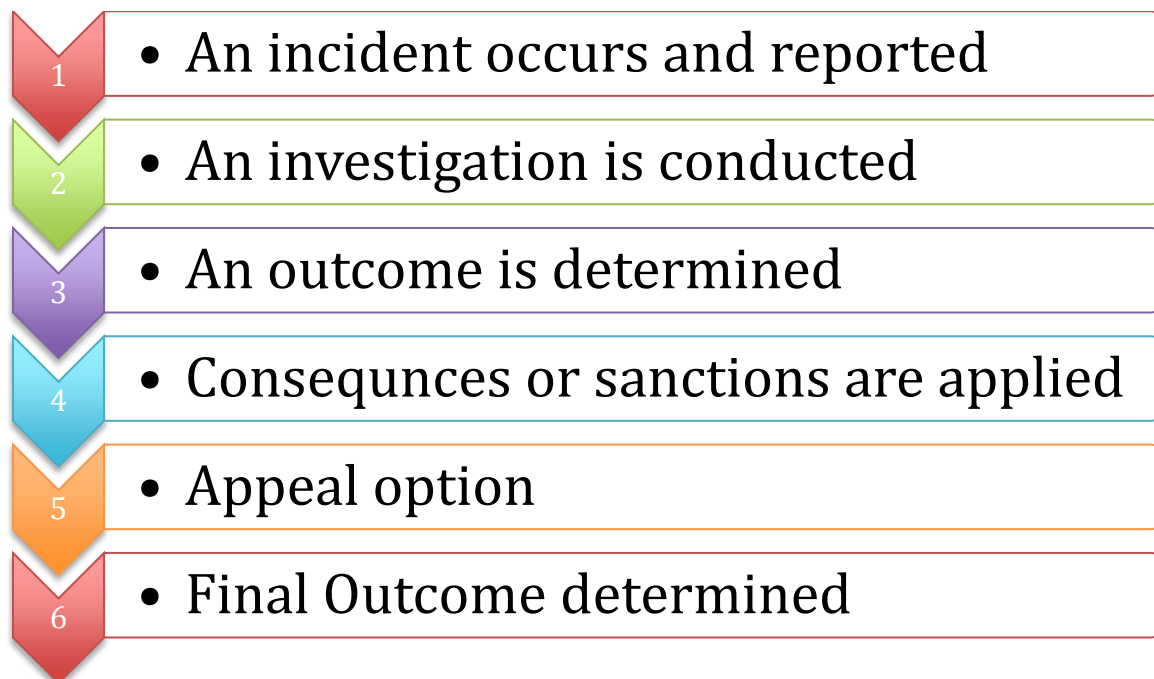 1 • An incident occurs and reported
2 • An investigation is conducted
3 • An outcome is determined
4 • Consequnces or sanctions are applied
5 • Appeal option
6 • Final Outcome determined